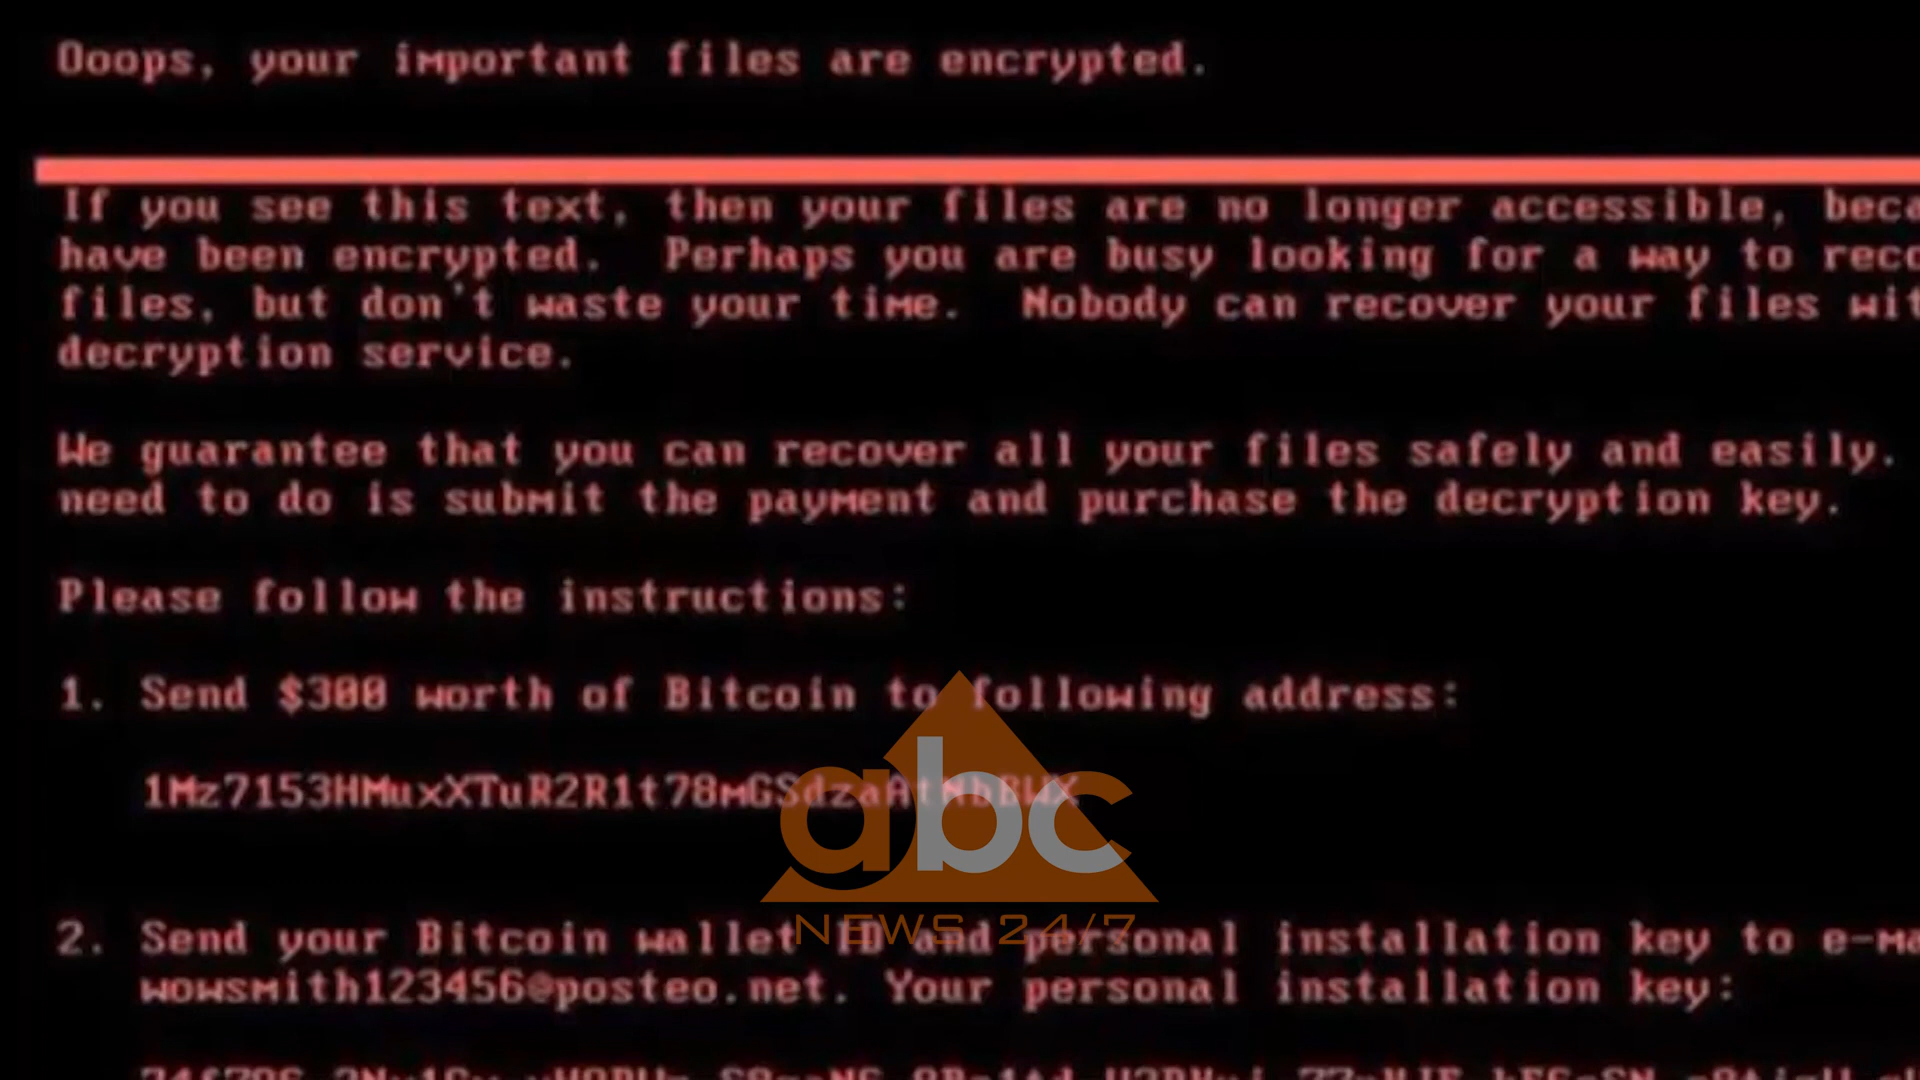 Ooops, your important files are encrypted.
If you see this text, then your files are no longer accessible,
have been encrypted.  Perhaps you are busy looking for a way to
files, but don't waste your time.  Nobody can recover your files
decryption service.
We guarantee that you can recover all your files safely and easily.
need to do is submit the payment and purchase the decryption key.
Please follow the instructions:
1. Send $300 worth of Bitcoin to following address:
1Mz7153HMuxXTuR2R1t78mGSdzaAtNbBWX
abc
NEWS 24/7
2. Send your Bitcoin wallet ID and personal installation key to
wowsmith123456@posteo.net. Your personal installation key: